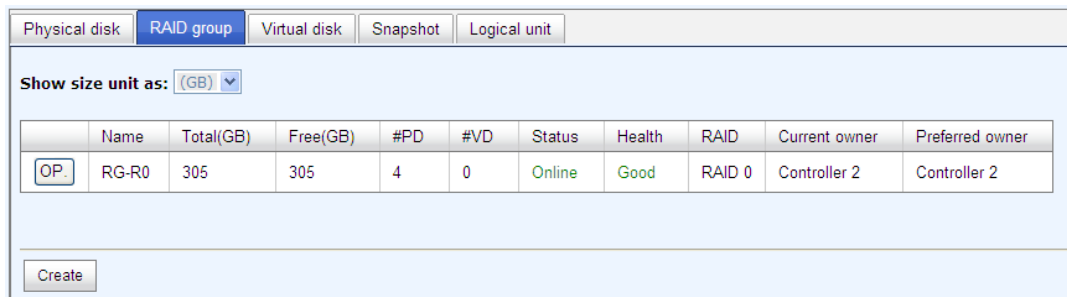 Physical disk RAID group Virtual disk Snapshot Logical unit
Show size unit as: (GB)
Name Total(GB) Free(GB) #PD #VD Status Health RAID Current owner Preferred owner
OP. RG-R0 305 305 4 0 Online Good RAID 0 Controller 2 Controller 2
Create